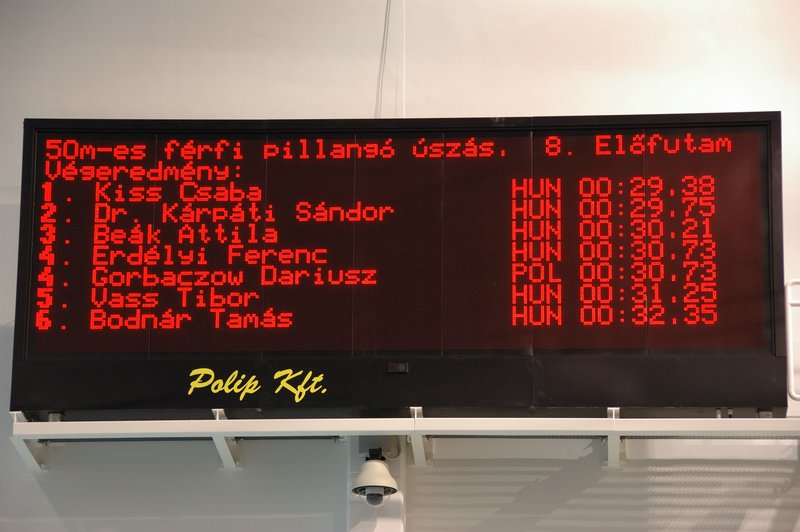 50m-es férfi pillangó úszás. 8. Előfutam
Végeredmény:
1. Kiss Csaba HUN 00:29.38
2. Dr. Kárpáti Sándor HUN 00:29.75
3. Beák Attila HUN 00:30.21
4. Erdélyi Ferenc HUN 00:30.73
4. Gorbaczow Dariusz POL 00:30.73
5. Vass Tibor HUN 00:31.25
6. Bodnár Tamás HUN 00:32.35
Polip Kft.